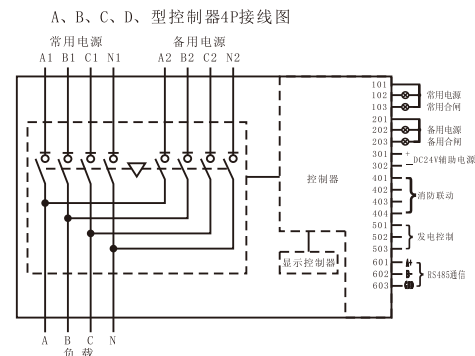 A、B、C、D、型控制器4P接线图
常用电源 备用电源
A1 B1 C1 N1 A2 B2 C2 N2
101
102 常用电源
103 常用合闸
201
202 备用电源
203 备用合闸
301 +
302 — DC24V辅助电源
401
402
403 消防联动
404
501
502 发电控制
503
601 A+
602 B- RS485通信
603 GND
控制器
显示控制器
A B C N
负 载